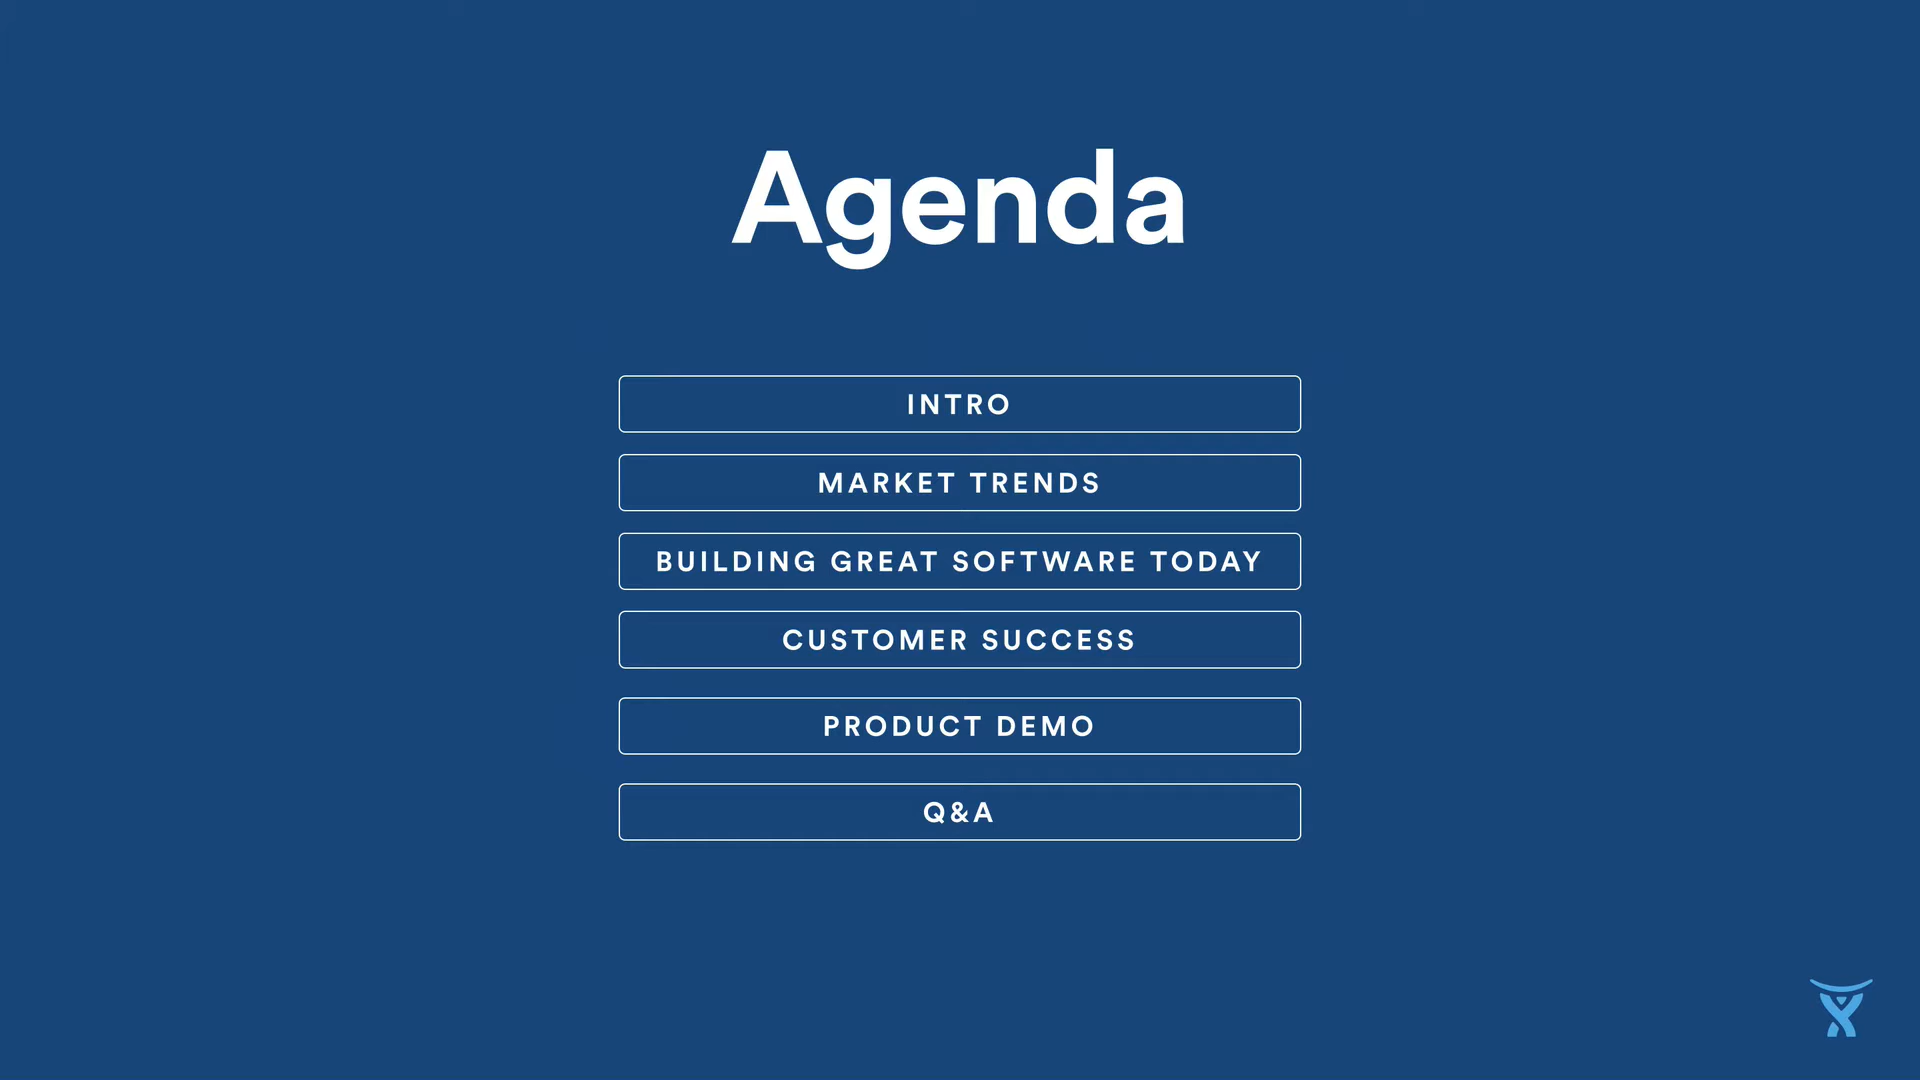 Agenda
INTRO
MARKET TRENDS
BUILDING GREAT SOFTWARE TODAY
CUSTOMER SUCCESS
PRODUCT DEMO
Q&A